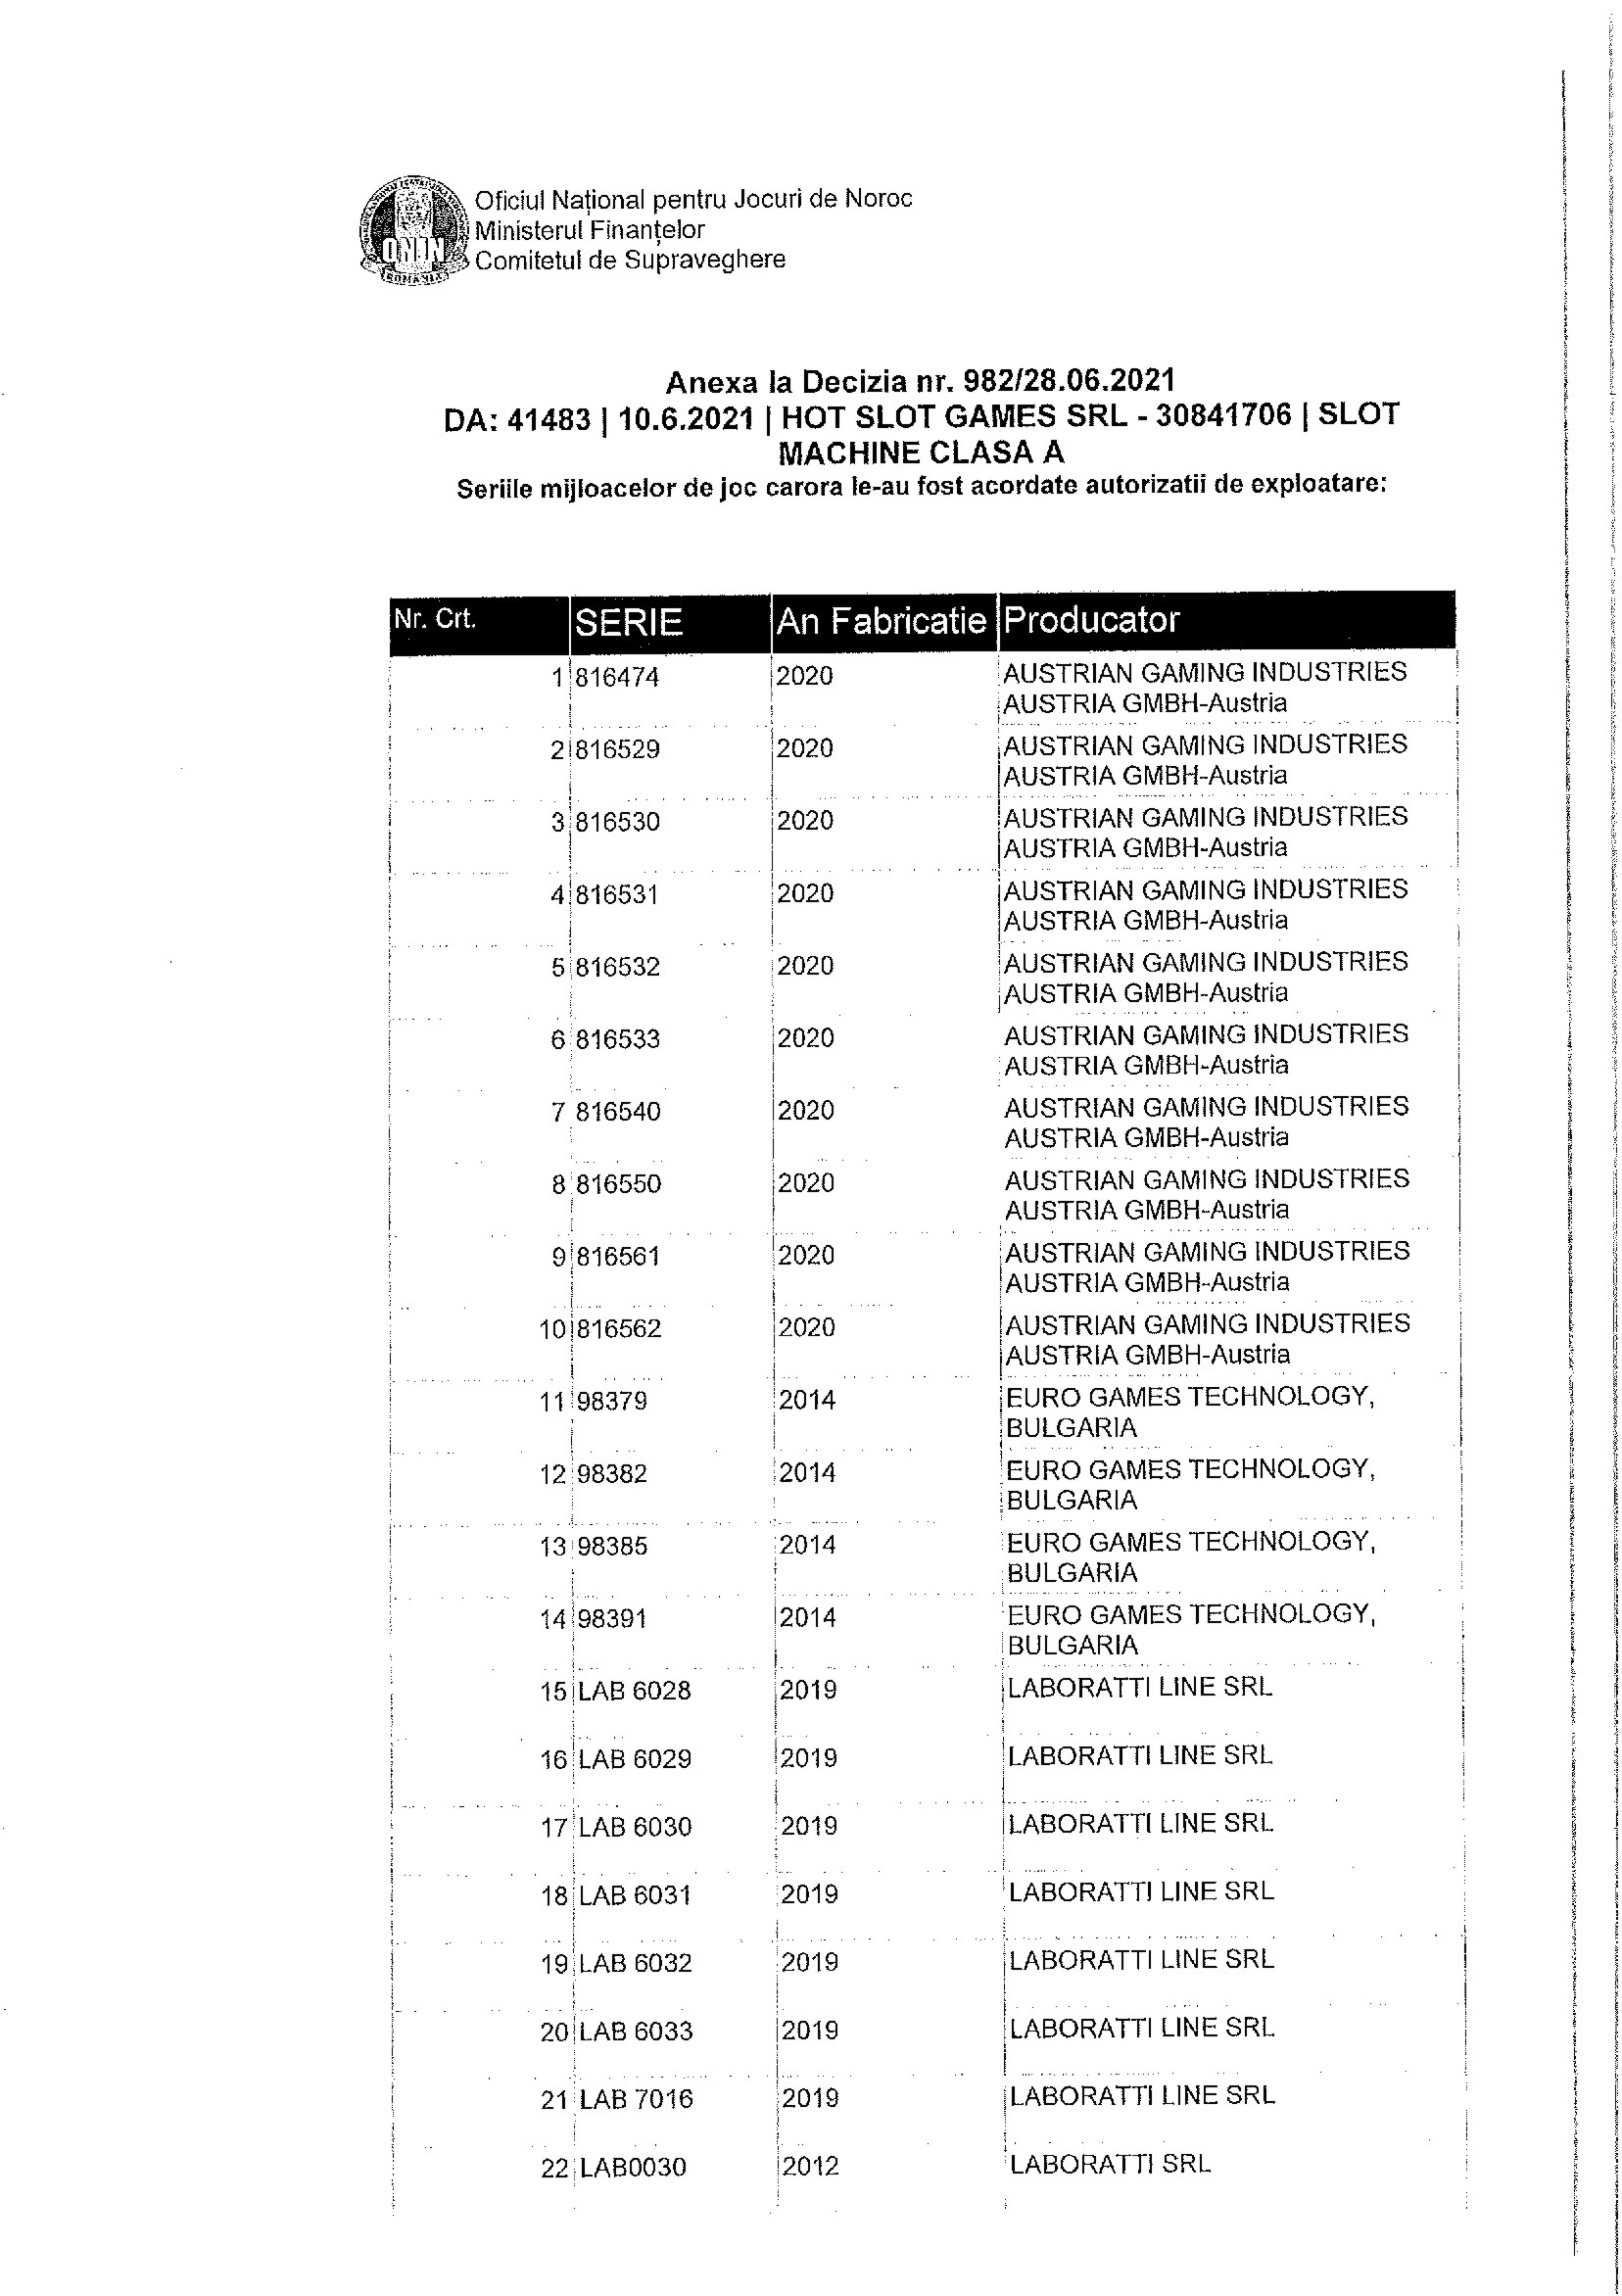 Oficiul Național pentru Jocuri de Noroc
Ministerul Finanțelor
Comitetul de Supraveghere
ONJN
ROMANIA
Anexa la Decizia nr. 982/28.06.2021
DA: 41483 | 10.6.2021 | HOT SLOT GAMES SRL - 30841706 | SLOT
MACHINE CLASA A
Seriile mijloacelor de joc carora le-au fost acordate autorizatii de exploatare:
Nr. Crt. SERIE An Fabricatie Producator
1 816474 2020 AUSTRIAN GAMING INDUSTRIES
AUSTRIA GMBH-Austria
2 816529 2020 AUSTRIAN GAMING INDUSTRIES
AUSTRIA GMBH-Austria
3 816530 2020 AUSTRIAN GAMING INDUSTRIES
AUSTRIA GMBH-Austria
4 816531 2020 AUSTRIAN GAMING INDUSTRIES
AUSTRIA GMBH-Austria
5 816532 2020 AUSTRIAN GAMING INDUSTRIES
AUSTRIA GMBH-Austria
6 816533 2020 AUSTRIAN GAMING INDUSTRIES
AUSTRIA GMBH-Austria
7 816540 2020 AUSTRIAN GAMING INDUSTRIES
AUSTRIA GMBH-Austria
8 816550 2020 AUSTRIAN GAMING INDUSTRIES
AUSTRIA GMBH-Austria
9 816561 2020 AUSTRIAN GAMING INDUSTRIES
AUSTRIA GMBH-Austria
10 816562 2020 AUSTRIAN GAMING INDUSTRIES
AUSTRIA GMBH-Austria
11 98379 2014 EURO GAMES TECHNOLOGY,
BULGARIA
12 98382 2014 EURO GAMES TECHNOLOGY,
BULGARIA
13 98385 2014 EURO GAMES TECHNOLOGY,
BULGARIA
14 98391 2014 EURO GAMES TECHNOLOGY,
BULGARIA
15 LAB 6028 2019 LABORATTI LINE SRL
16 LAB 6029 2019 LABORATTI LINE SRL
17 LAB 6030 2019 LABORATTI LINE SRL
18 LAB 6031 2019 LABORATTI LINE SRL
19 LAB 6032 2019 LABORATTI LINE SRL
20 LAB 6033 2019 LABORATTI LINE SRL
21 LAB 7016 2019 LABORATTI LINE SRL
22 LAB0030 2012 LABORATTI SRL